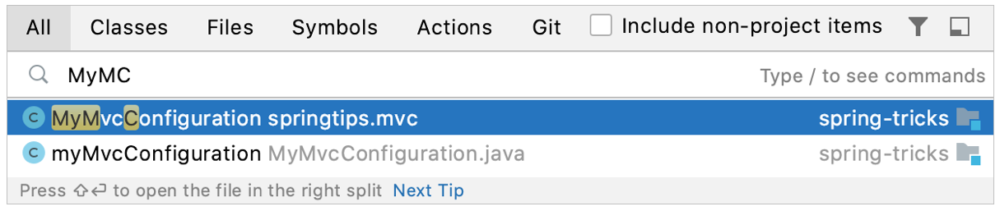 All Classes Files Symbols Actions Git Include non-project items
MyMC Type / to see commands
C MyMvcConfiguration springtips.mvc spring-tricks
C myMvcConfiguration MyMvcConfiguration.java spring-tricks
Press ⇧⏎ to open the file in the right split Next Tip